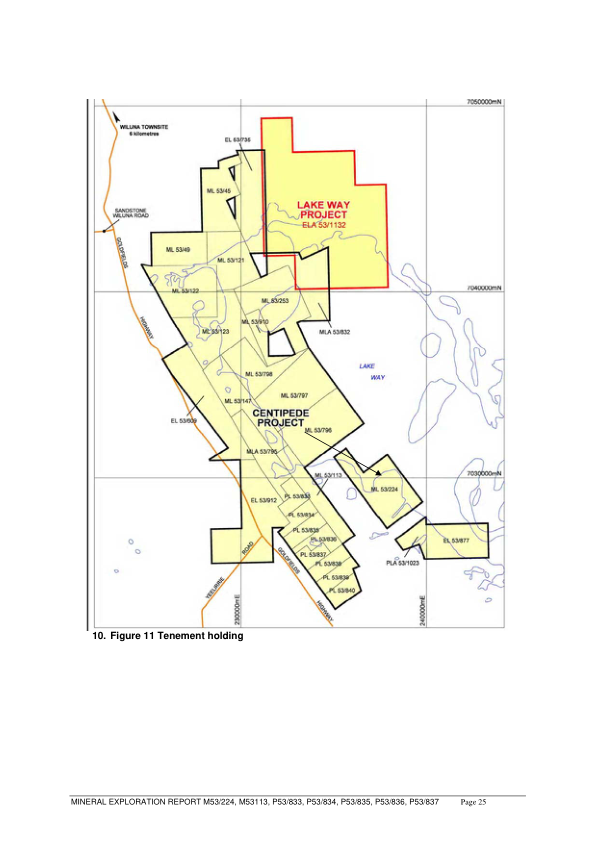 7050000mN
WILUNA TOWNSITE
8 kilometres
EL 53/738
ML 53/45
LAKE WAY
PROJECT
ELA 53/1132
SANDSTONE
WILUNA ROAD
GOLDFIELDS
ML 53/49
ML 53/121
7040000mN
ML 53/122
ML 53/253
HIGHWAY
ML 53/123
ML 53/910
MLA 53/832
LAKE
WAY
ML 53/798
ML 53/797
ML 53/147
CENTIPEDE
PROJECT
EL 53/609
ML 53/796
MLA 53/795
7030000mN
ML 53/113
ML 53/224
EL 53/912
PL 53/833
PL 53/834
PL 53/835
PL 53/836
EL 53/877
PL 53/837
PL 53/838
PLA 53/1023
PL 53/839
PL 53/840
YEELIRRIE
ROAD
GOLDFIELDS
HIGHWAY
230000mE
240000mE
10. Figure 11 Tenement holding
MINERAL EXPLORATION REPORT M53/224, M53113, P53/833, P53/834, P53/835, P53/836, P53/837 Page 25